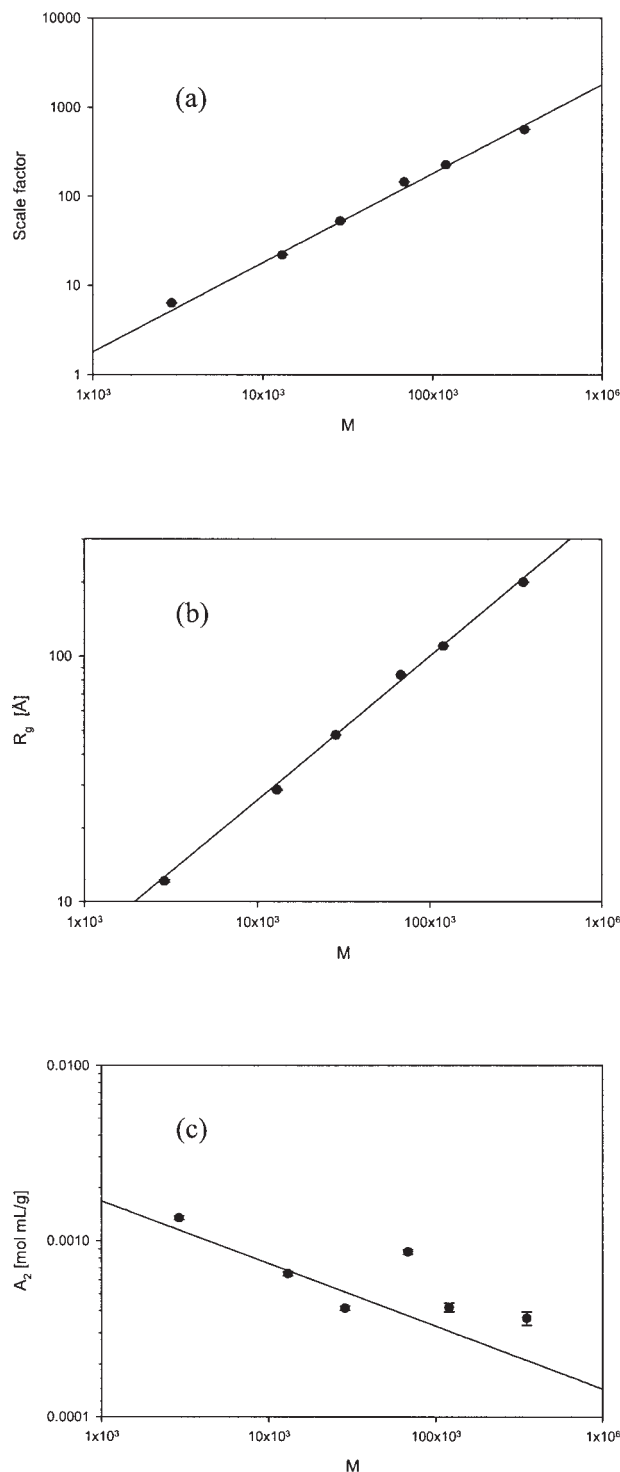 10000
(a)
1000
Scale factor
100
10
1
1x10³
10x10³
100x10³
1x10⁶
M
(b)
100
R_g [Å]
10
1x10³
10x10³
100x10³
1x10⁶
M
0.0100
(c)
A₂ [mol mL/g]
0.0010
0.0001
1x10³
10x10³
100x10³
1x10⁶
M